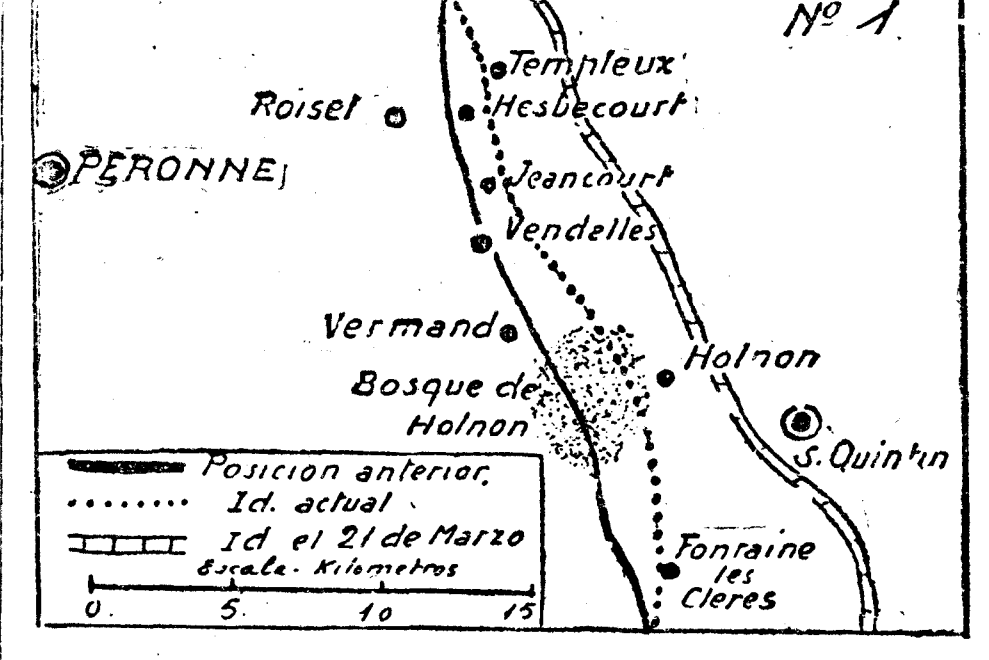 Nº 1.
Templeux
Roisel
Hesbecourt
PERONNE
Jeancourt
Vendelles
Vermand
Holnon
Bosque de
Holnon
S. Quintin
Posicion anterior.
Id. actual
Id el 21 de Marzo
Escala - Kilometros
0. 5. 10 15
Fonraine
les
Cleres